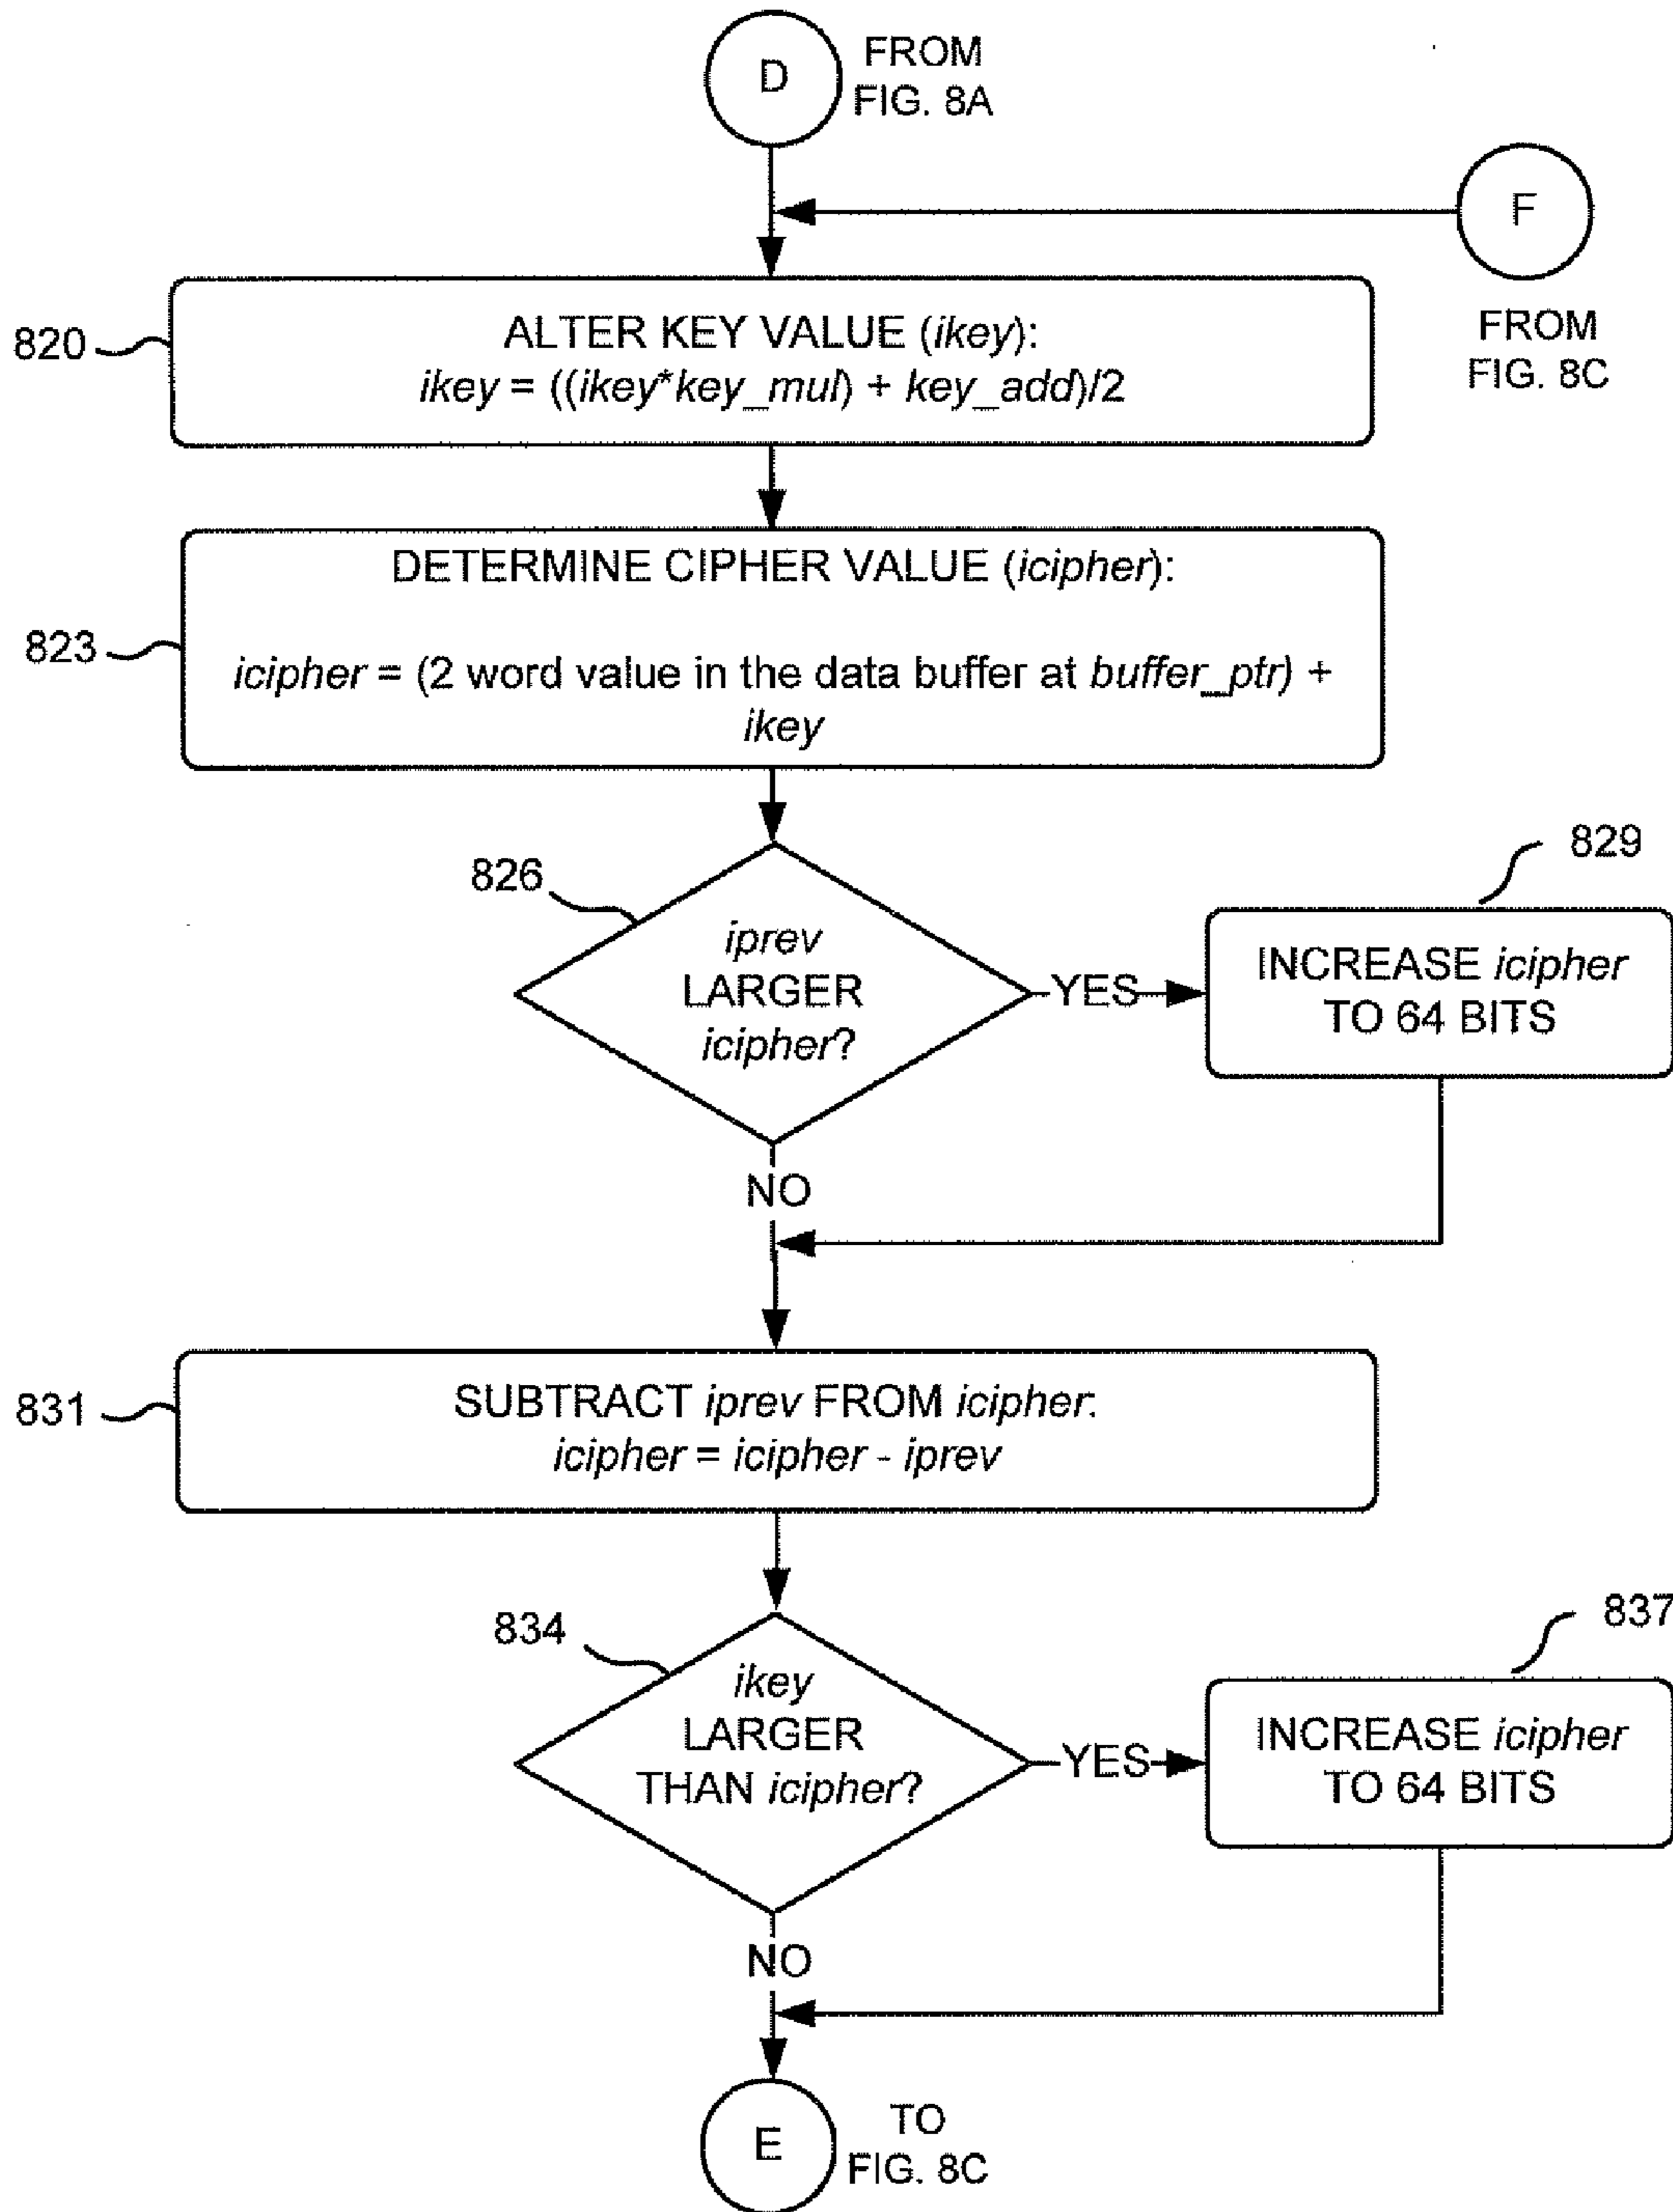 D
FROM
FIG. 8A
F
FROM
FIG. 8C
820
ALTER KEY VALUE (ikey):
ikey = ((ikey*key_mul) + key_add)/2
823
DETERMINE CIPHER VALUE (icipher):
icipher = (2 word value in the data buffer at buffer_ptr) +
ikey
826
iprev
LARGER
icipher?
YES
829
INCREASE icipher
TO 64 BITS
NO
831
SUBTRACT iprev FROM icipher:
icipher = icipher - iprev
834
ikey
LARGER
THAN icipher?
YES
837
INCREASE icipher
TO 64 BITS
NO
E
TO
FIG. 8C